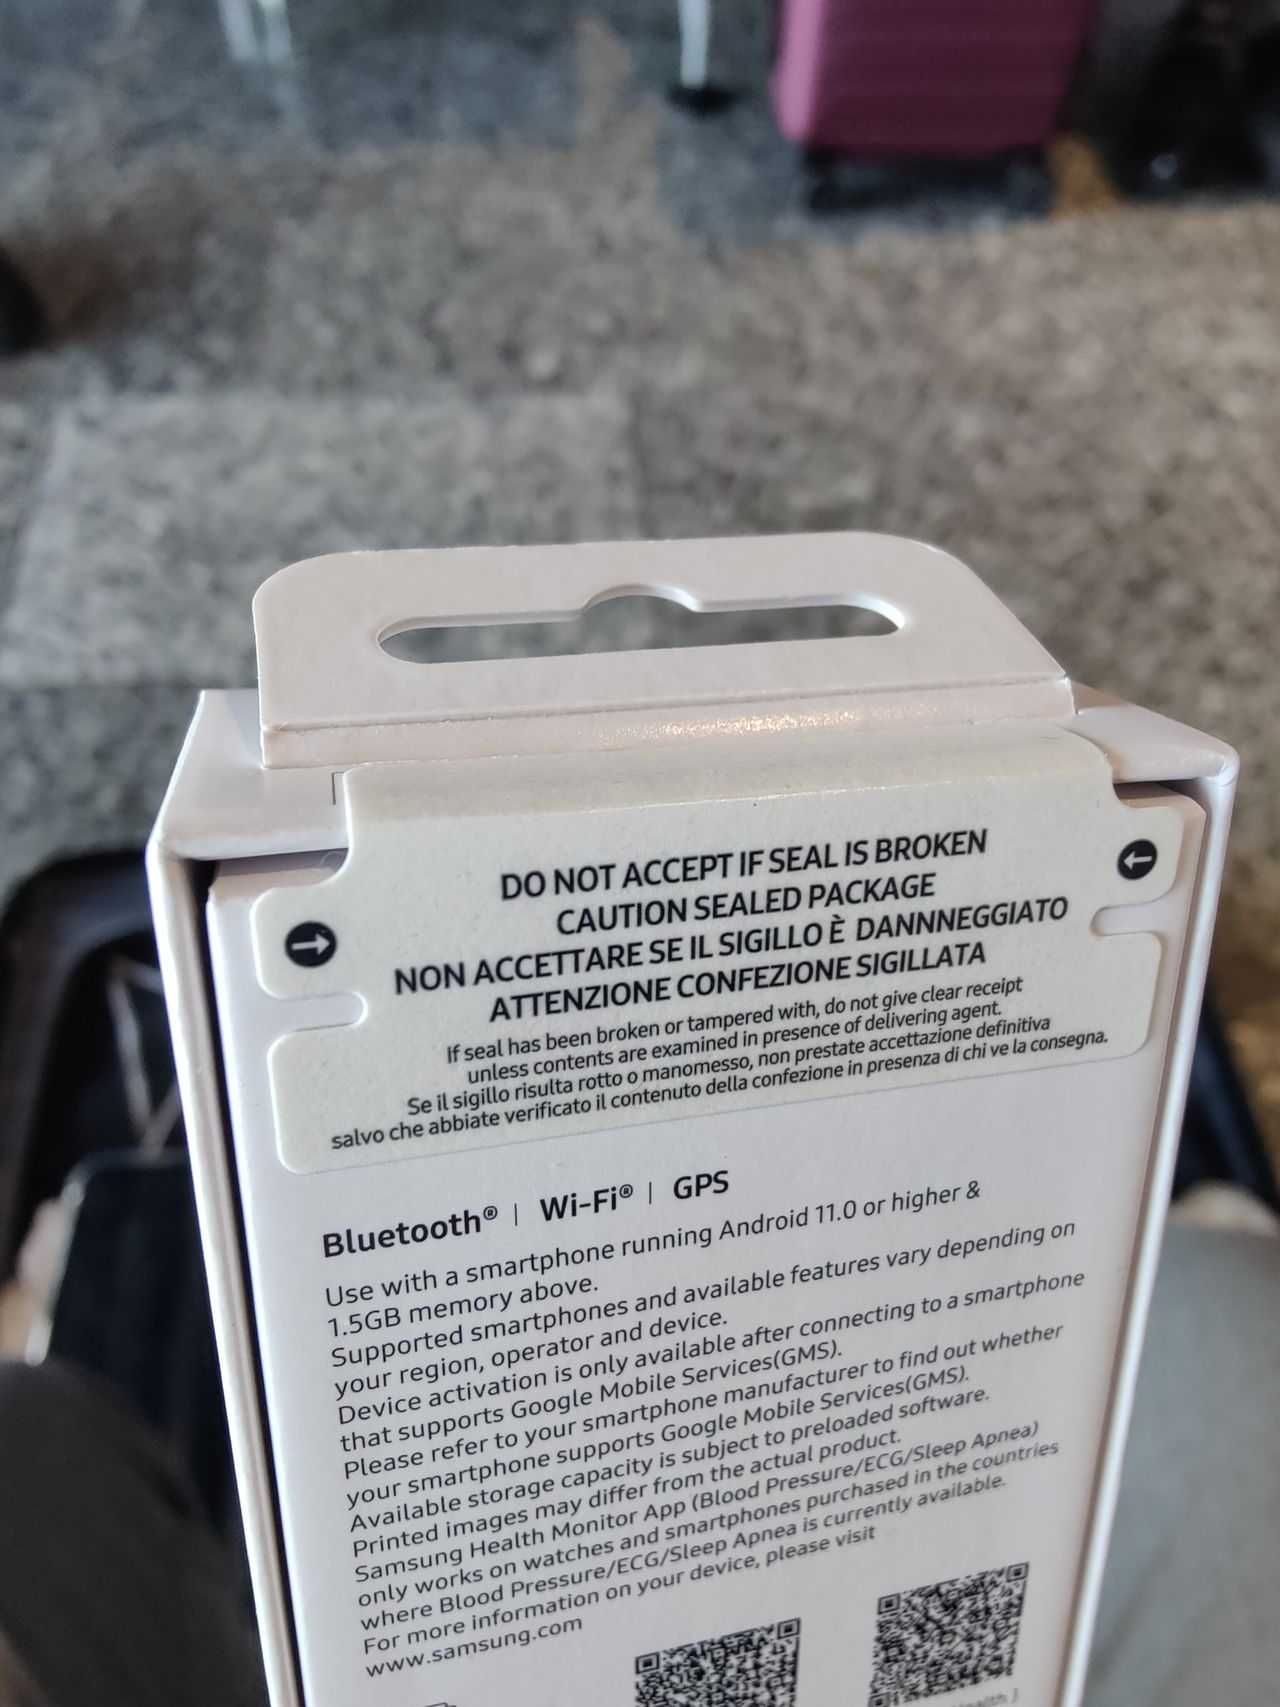 DO NOT ACCEPT IF SEAL IS BROKEN
CAUTION SEALED PACKAGE
NON ACCETTARE SE IL SIGILLO È DANNNEGGIATO
ATTENZIONE CONFEZIONE SIGILLATA
If seal has been broken or tampered with, do not give clear receipt
unless contents are examined in presence of delivering agent.
Se il sigillo risulta rotto o manomesso, non prestate accettazione definitiva
salvo che abbiate verificato il contenuto della confezione in presenza di chi ve la consegna.
Bluetooth® | Wi-Fi® | GPS
Use with a smartphone running Android 11.0 or higher &
1.5GB memory above.
Supported smartphones and available features vary depending on
your region, operator and device.
Device activation is only available after connecting to a smartphone
that supports Google Mobile Services(GMS).
Please refer to your smartphone manufacturer to find out whether
your smartphone supports Google Mobile Services(GMS).
Available storage capacity is subject to preloaded software.
Printed images may differ from the actual product.
Samsung Health Monitor App (Blood Pressure/ECG/Sleep Apnea)
only works on watches and smartphones purchased in the countries
where Blood Pressure/ECG/Sleep Apnea is currently available.
For more information on your device, please visit
www.samsung.com